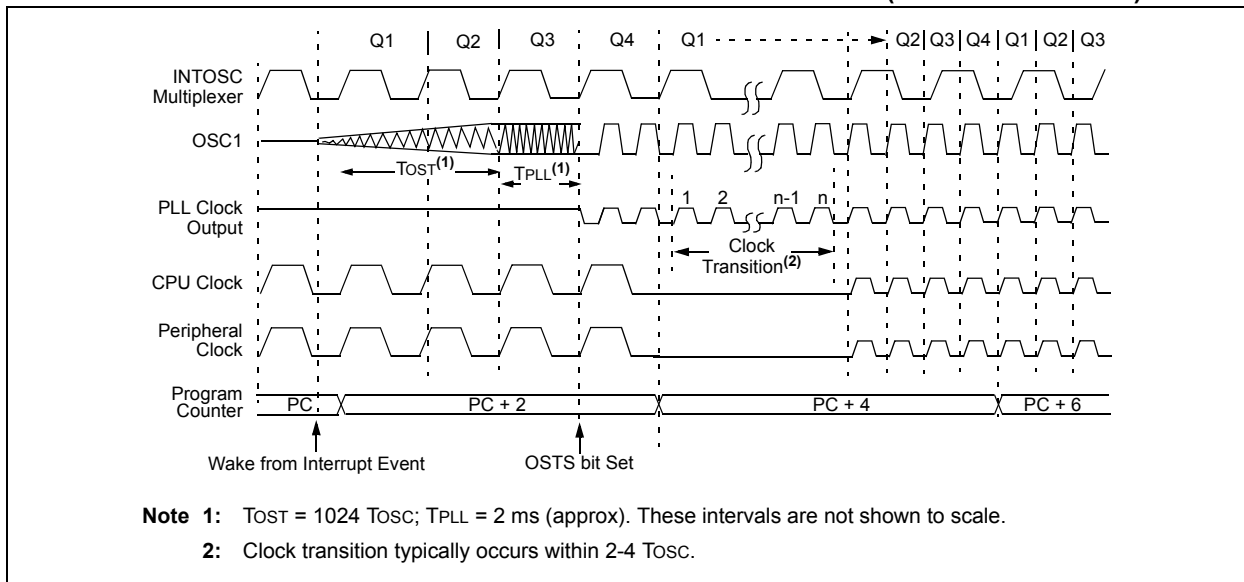 Q1 Q2 Q3 Q4 Q1 Q2 Q3 Q4 Q1 Q2 Q3
INTOSC
Multiplexer
OSC1
TOST(1)
TPLL(1)
1 2 n-1 n
PLL Clock
Output
Clock
Transition(2)
CPU Clock
Peripheral
Clock
Program
Counter
PC PC + 2 PC + 4 PC + 6
Wake from Interrupt Event
OSTS bit Set
Note 1: TOST = 1024 TOSC; TPLL = 2 ms (approx). These intervals are not shown to scale.
2: Clock transition typically occurs within 2-4 TOSC.